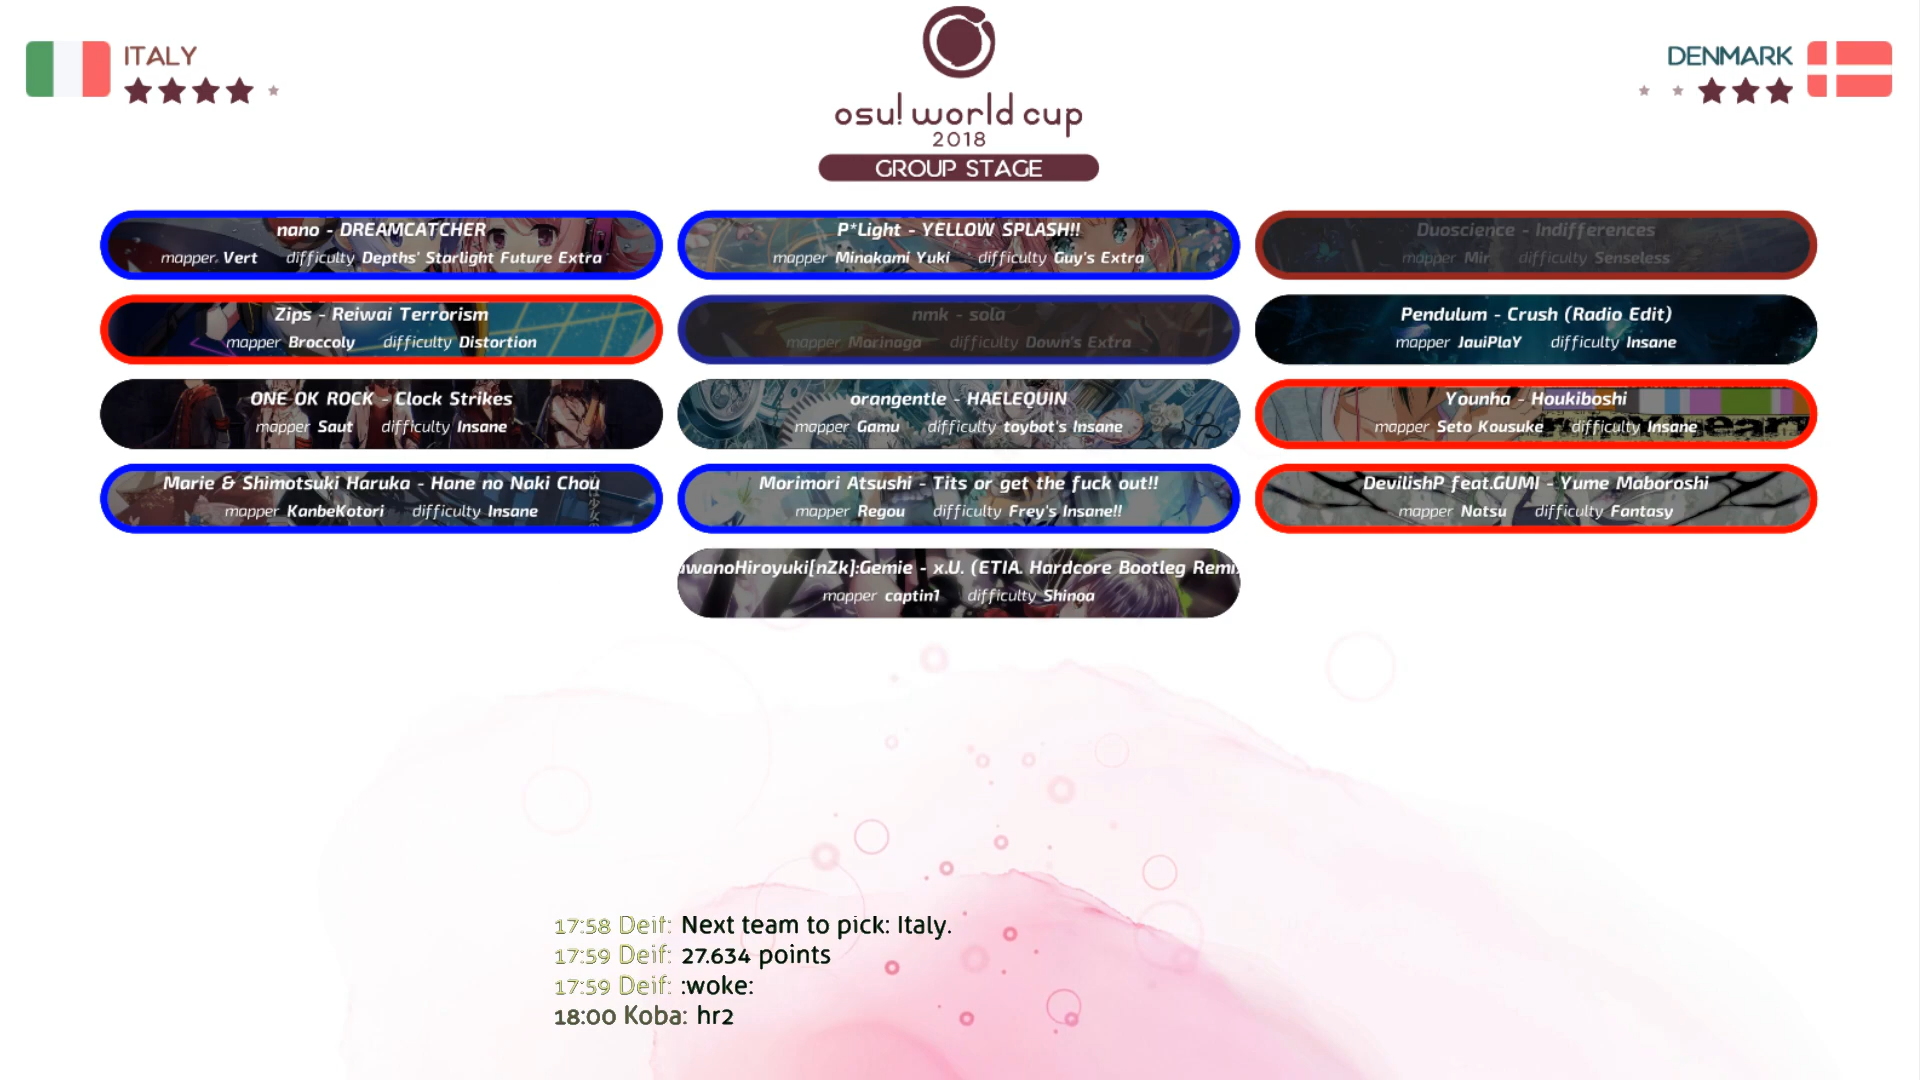 ITALY
DENMARK
osu! world cup
2018
GROUP STAGE
nano - DREAMCATCHER
mapper Vert difficulty Depths' Starlight Future Extra
P*Light - YELLOW SPLASH!!
mapper Minakami Yuki difficulty Guy's Extra
Duoscience - Indifferences
mapper Mir difficulty Senseless
Zips - Reiwai Terrorism
mapper Broccoly difficulty Distortion
nmk - sola
mapper Morinaga difficulty Down's Extra
Pendulum - Crush (Radio Edit)
mapper JauiPlaY difficulty Insane
ONE OK ROCK - Clock Strikes
mapper Saut difficulty Insane
orangentle - HAELEQUIN
mapper Gamu difficulty toybot's Insane
Younha - Houkiboshi
mapper Seto Kousuke difficulty Insane
Marie & Shimotsuki Haruka - Hane no Naki Chou
mapper KanbeKotori difficulty Insane
Morimori Atsushi - Tits or get the fuck out!!
mapper Regou difficulty Frey's Insane!!
DevilishP feat.GUMI - Yume Maboroshi
mapper Natsu difficulty Fantasy
awanoHiroyuki[nZk]:Gemie - x.U. (ETIA. Hardcore Bootleg Remi
mapper captin1 difficulty Shinoa
17:58 Deif: Next team to pick: Italy.
17:59 Deif: 27.634 points
17:59 Deif: :woke:
18:00 Koba: hr2